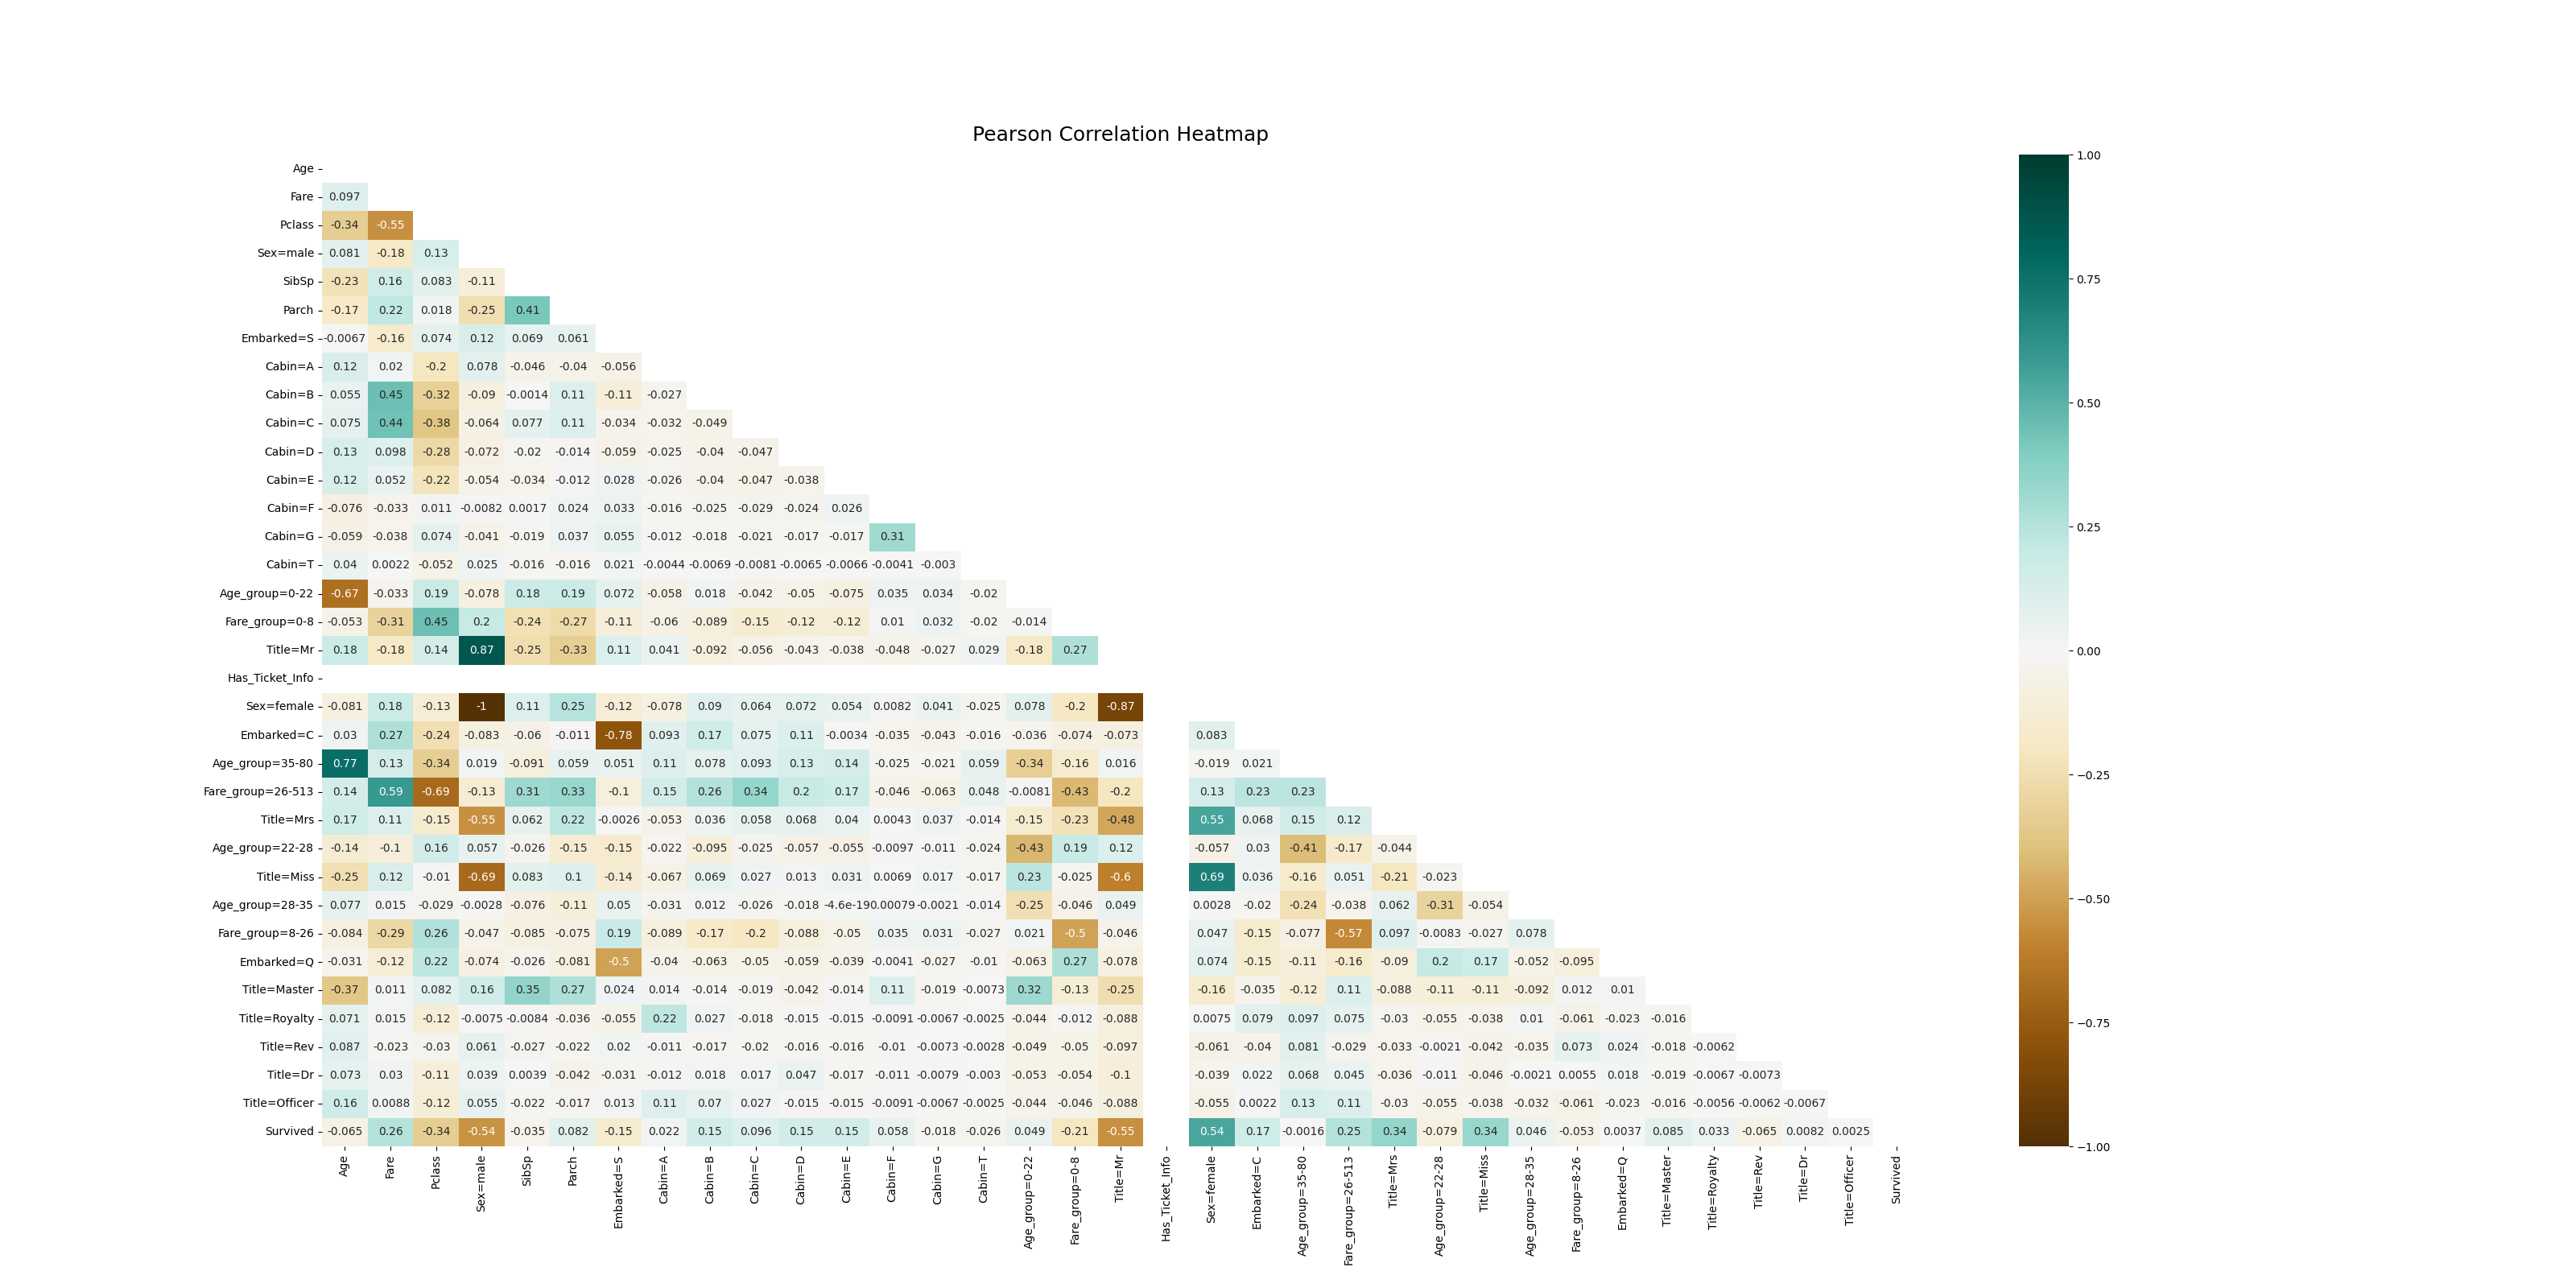 Pearson Correlation Heatmap
Age
Fare 0.097
Pclass -0.34 -0.55
Sex=male 0.081 -0.18 0.13
SibSp -0.23 0.16 0.083 -0.11
Parch -0.17 0.22 0.018 -0.25 0.41
Embarked=S -0.0067 -0.16 0.074 0.12 0.069 0.061
Cabin=A 0.12 0.02 -0.2 0.078 -0.046 -0.04 -0.056
Cabin=B 0.055 0.45 -0.32 -0.09 -0.0014 0.11 -0.11 -0.027
Cabin=C 0.075 0.44 -0.38 -0.064 0.077 0.11 -0.034 -0.032 -0.049
Cabin=D 0.13 0.098 -0.28 -0.072 -0.02 -0.014 -0.059 -0.025 -0.04 -0.047
Cabin=E 0.12 0.052 -0.22 -0.054 -0.034 -0.012 0.028 -0.026 -0.04 -0.047 -0.038
Cabin=F -0.076 -0.033 0.011 -0.0082 0.0017 0.024 0.033 -0.016 -0.025 -0.029 -0.024 0.026
Cabin=G -0.059 -0.038 0.074 -0.041 -0.019 0.037 0.055 -0.012 -0.018 -0.021 -0.017 -0.017 0.31
Cabin=T 0.04 0.0022 -0.052 0.025 -0.016 -0.016 0.021 -0.0044 -0.0069 -0.0081 -0.0065 -0.0066 -0.0041 -0.003
Age_group=0-22 -0.67 -0.033 0.19 -0.078 0.18 0.19 0.072 -0.058 0.018 -0.042 -0.05 -0.075 0.035 0.034 -0.02
Fare_group=0-8 -0.053 -0.31 0.45 0.2 -0.24 -0.27 -0.11 -0.06 -0.089 -0.15 -0.12 -0.12 0.01 0.032 -0.02 -0.014
Title=Mr 0.18 -0.18 0.14 0.87 -0.25 -0.33 0.11 0.041 -0.092 -0.056 -0.043 -0.038 -0.048 -0.027 0.029 -0.18 0.27
Has_Ticket_Info
Sex=female -0.081 0.18 -0.13 -1 0.11 0.25 -0.12 -0.078 0.09 0.064 0.072 0.054 0.0082 0.041 -0.025 0.078 -0.2 -0.87
Embarked=C 0.03 0.27 -0.24 -0.083 -0.06 -0.011 -0.78 0.093 0.17 0.075 0.11 -0.0034 -0.035 -0.043 -0.016 -0.036 -0.074 -0.073 0.083
Age_group=35-80 0.77 0.13 -0.34 0.019 -0.091 0.059 0.051 0.11 0.078 0.093 0.13 0.14 -0.025 -0.021 0.059 -0.34 -0.16 0.016 -0.019 0.021
Fare_group=26-513 0.14 0.59 -0.69 -0.13 0.31 0.33 -0.1 0.15 0.26 0.34 0.2 0.17 -0.046 -0.063 0.048 -0.0081 -0.43 -0.2 0.13 0.23 0.23
Title=Mrs 0.17 0.11 -0.15 -0.55 0.062 0.22 -0.0026 -0.053 0.036 0.058 0.068 0.04 0.0043 0.037 -0.014 -0.15 -0.23 -0.48 0.55 0.068 0.15 0.12
Age_group=22-28 -0.14 -0.1 0.16 0.057 -0.026 -0.15 -0.15 -0.022 -0.095 -0.025 -0.057 -0.055 -0.0097 -0.011 -0.024 -0.43 0.19 0.12 -0.057 0.03 -0.41 -0.17 -0.044
Title=Miss -0.25 0.12 -0.01 -0.69 0.083 0.1 -0.14 -0.067 0.069 0.027 0.013 0.031 0.0069 0.017 -0.017 0.23 -0.025 -0.6 0.69 0.036 -0.16 0.051 -0.21 -0.023
Age_group=28-35 0.077 0.015 -0.029 -0.0028 -0.076 -0.11 0.05 -0.031 0.012 -0.026 -0.018 -4.6e-19 0.00079 -0.0021 -0.014 -0.25 -0.046 0.049 0.0028 -0.02 -0.24 -0.038 0.062 -0.31 -0.054
Fare_group=8-26 -0.084 -0.29 0.26 -0.047 -0.085 -0.075 0.19 -0.089 -0.17 -0.2 -0.088 -0.05 0.035 0.031 -0.027 0.021 -0.5 -0.046 0.047 -0.15 -0.077 -0.57 0.097 -0.0083 -0.027 0.078
Embarked=Q -0.031 -0.12 0.22 -0.074 -0.026 -0.081 -0.5 -0.04 -0.063 -0.05 -0.059 -0.039 -0.0041 -0.027 -0.01 -0.063 0.27 -0.078 0.074 -0.15 -0.11 -0.16 -0.09 0.2 0.17 -0.052 -0.095
Title=Master -0.37 0.011 0.082 0.16 0.35 0.27 0.024 0.014 -0.014 -0.019 -0.042 -0.014 0.11 -0.019 -0.0073 0.32 -0.13 -0.25 -0.16 -0.035 -0.12 0.11 -0.088 -0.11 -0.11 -0.092 0.012 0.01
Title=Royalty 0.071 0.015 -0.12 -0.0075 -0.0084 -0.036 -0.055 0.22 0.027 -0.018 -0.015 -0.015 -0.0091 -0.0067 -0.0025 -0.044 -0.012 -0.088 0.0075 0.079 0.097 0.075 -0.03 -0.055 -0.038 0.01 -0.061 -0.023 -0.016
Title=Rev 0.087 -0.023 -0.03 0.061 -0.027 -0.022 0.02 -0.011 -0.017 -0.02 -0.016 -0.016 -0.01 -0.0073 -0.0028 -0.049 -0.05 -0.097 -0.061 -0.04 0.081 -0.029 -0.033 -0.0021 -0.042 -0.035 0.073 0.024 -0.018 -0.0062
Title=Dr 0.073 0.03 -0.11 0.039 0.0039 -0.042 -0.031 -0.012 0.018 0.017 0.047 -0.017 -0.011 -0.0079 -0.003 -0.053 -0.054 -0.1 -0.039 0.022 0.068 0.045 -0.036 -0.011 -0.046 -0.0021 0.0055 0.018 -0.019 -0.0067 -0.0073
Title=Officer 0.16 0.0088 -0.12 0.055 -0.022 -0.017 0.013 0.11 0.07 0.027 -0.015 -0.015 -0.0091 -0.0067 -0.0025 -0.044 -0.046 -0.088 -0.055 0.0022 0.13 0.11 -0.03 -0.055 -0.038 -0.032 -0.061 -0.023 -0.016 -0.0056 -0.0062 -0.0067
Survived -0.065 0.26 -0.34 -0.54 -0.035 0.082 -0.15 0.022 0.15 0.096 0.15 0.15 0.058 -0.018 -0.026 0.049 -0.21 -0.55 0.54 0.17 -0.0016 0.25 0.34 -0.079 0.34 0.046 -0.053 0.0037 0.085 0.033 -0.065 0.0082 0.0025
Age
Fare
Pclass
Sex=male
SibSp
Parch
Embarked=S
Cabin=A
Cabin=B
Cabin=C
Cabin=D
Cabin=E
Cabin=F
Cabin=G
Cabin=T
Age_group=0-22
Fare_group=0-8
Title=Mr
Has_Ticket_Info
Sex=female
Embarked=C
Age_group=35-80
Fare_group=26-513
Title=Mrs
Age_group=22-28
Title=Miss
Age_group=28-35
Fare_group=8-26
Embarked=Q
Title=Master
Title=Royalty
Title=Rev
Title=Dr
Title=Officer
Survived
1.00
0.75
0.50
0.25
0.00
−0.25
−0.50
−0.75
−1.00